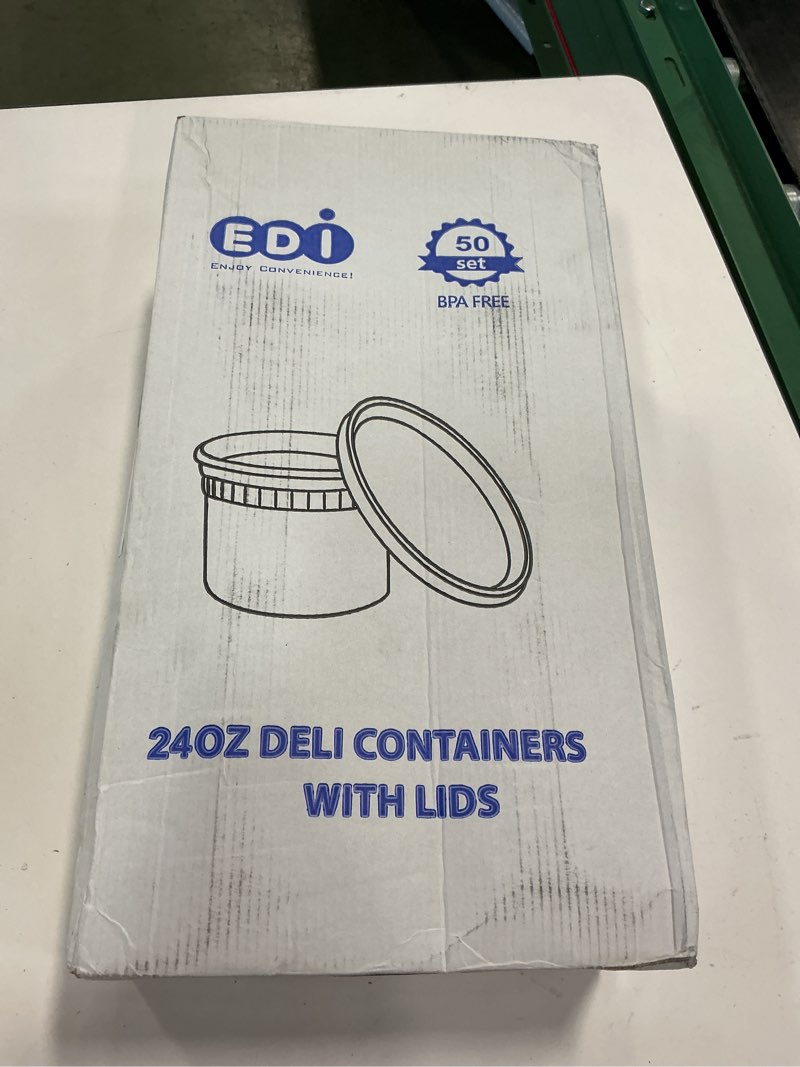 EDi
ENJOY CONVENIENCE!
50
set
BPA FREE
24OZ DELI CONTAINERS
WITH LIDS